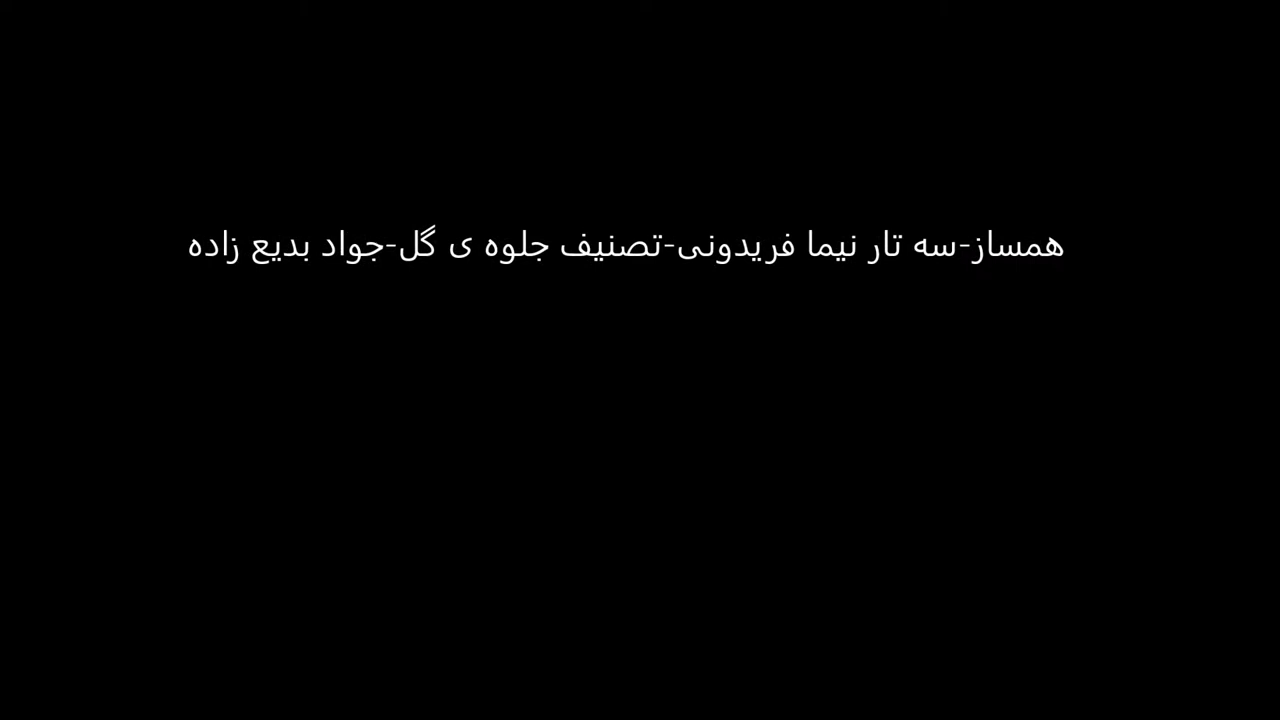 همساز-سه تار نیما فریدونی-تصنیف جلوه ی گل-جواد بدیع زاده